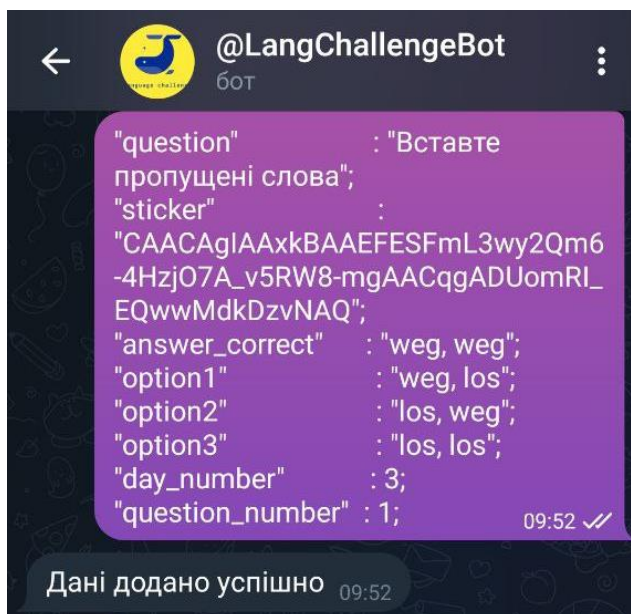 @LangChallengeBot
бот
"question" : "Вставте
пропущені слова";
"sticker" :
"CAACAgIAAxkBAAEFESFmL3wy2Qm6
-4HzjO7A_v5RW8-mgAACqgADUomRI_
EQwwMdkDzvNAQ";
"answer_correct" : "weg, weg";
"option1" : "weg, los";
"option2" : "los, weg";
"option3" : "los, los";
"day_number" : 3;
"question_number" : 1;
09:52
Дані додано успішно 09:52